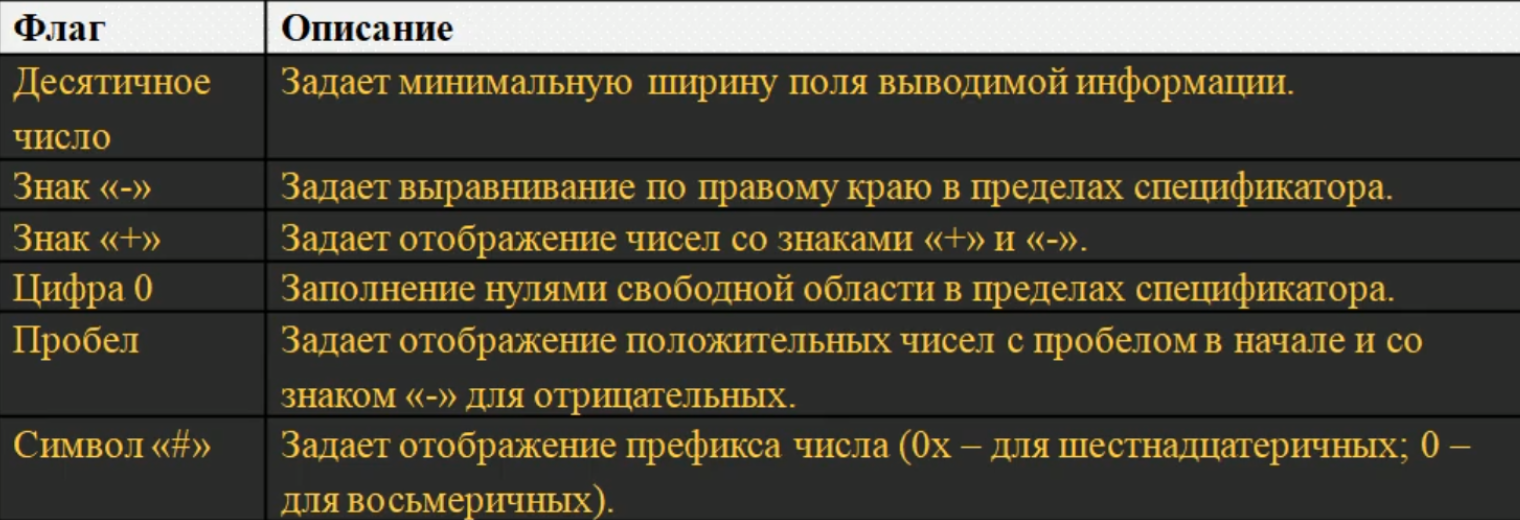 Флаг Описание
Десятичное Задает минимальную ширину поля выводимой информации.
число
Знак «-» Задает выравнивание по правому краю в пределах спецификатора.
Знак «+» Задает отображение чисел со знаками «+» и «-».
Цифра 0 Заполнение нулями свободной области в пределах спецификатора.
Пробел Задает отображение положительных чисел с пробелом в начале и со
знаком «-» для отрицательных.
Символ «#» Задает отображение префикса числа (0x – для шестнадцатеричных; 0 –
для восьмеричных).